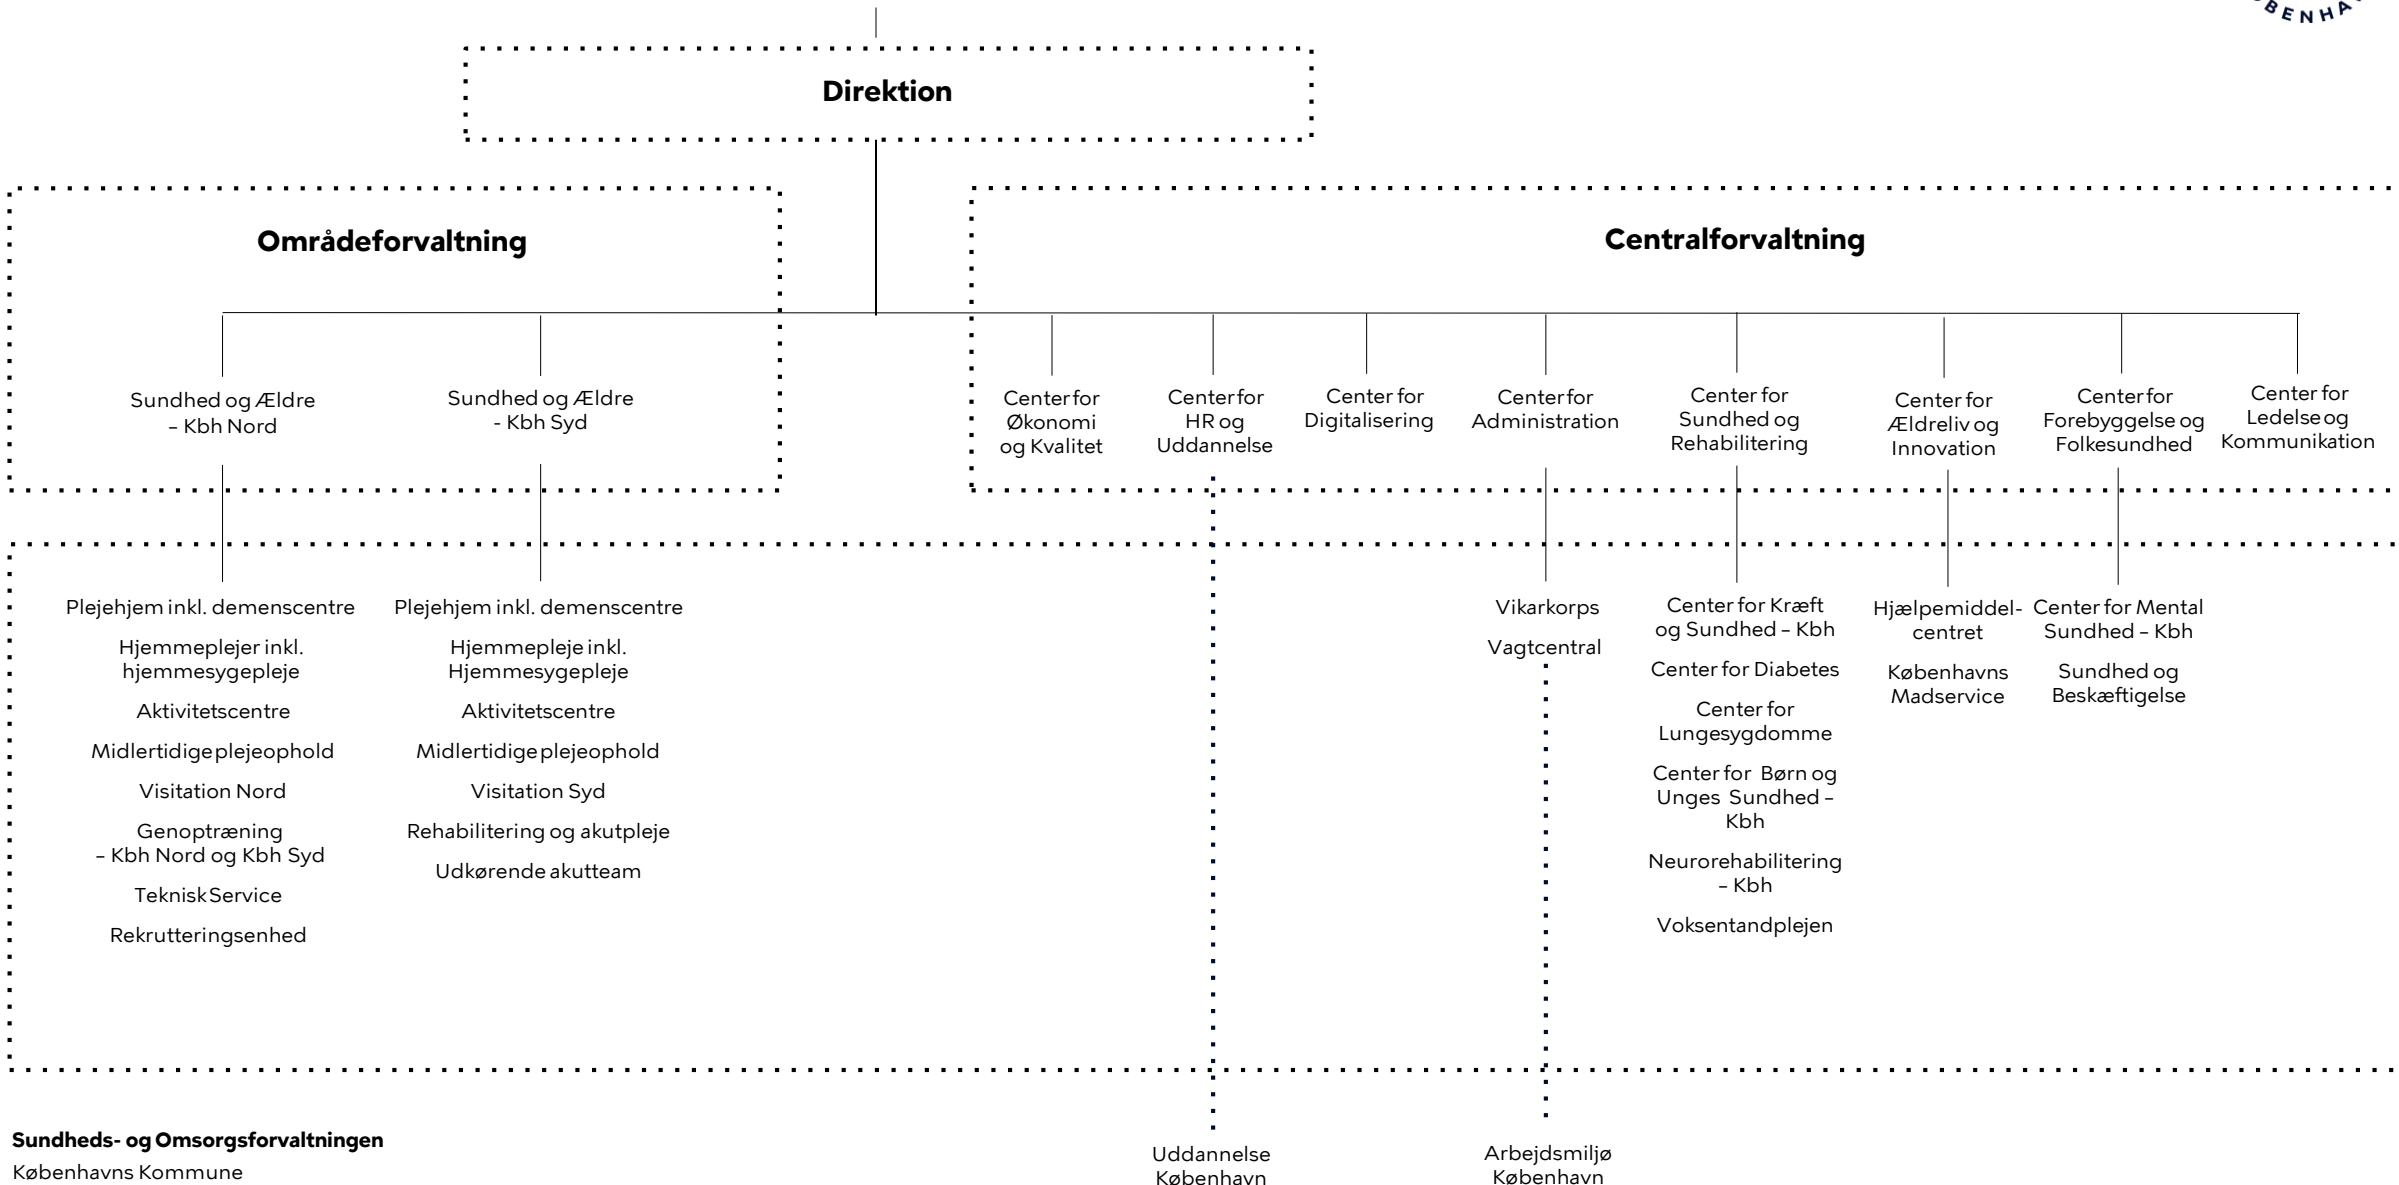 Direktion
Områdeforvaltning
Centralforvaltning
Sundhed og Ældre
– Kbh Nord
Sundhed og Ældre
- Kbh Syd
Center for
Økonomi
og Kvalitet
Center for
HR og
Uddannelse
Center for
Digitalisering
Center for
Administration
Center for
Sundhed og
Rehabilitering
Center for
Ældreliv og
Innovation
Center for
Forebyggelse og
Folkesundhed
Center for
Ledelse og
Kommunikation
Plejehjem inkl. demenscentre
Hjemmeplejer inkl.
hjemmesygepleje
Aktivitetscentre
Midlertidige plejeophold
Visitation Nord
Genoptræning
– Kbh Nord og Kbh Syd
Teknisk Service
Rekrutteringsenhed
Plejehjem inkl. demenscentre
Hjemmepleje inkl.
Hjemmesygepleje
Aktivitetscentre
Midlertidige plejeophold
Visitation Syd
Rehabilitering og akutpleje
Udkørende akutteam
Vikarkorps
Vagtcentral
Center for Kræft
og Sundhed – Kbh
Center for Diabetes
Center for
Lungesygdomme
Center for Børn og
Unges Sundhed –
Kbh
Neurorehabilitering
– Kbh
Voksentandplejen
Hjælpemiddel-
centret
Københavns
Madservice
Center for Mental
Sundhed – Kbh
Sundhed og
Beskæftigelse
Uddannelse
København
Arbejdsmiljø
København
Sundheds- og Omsorgsforvaltningen
Københavns Kommune